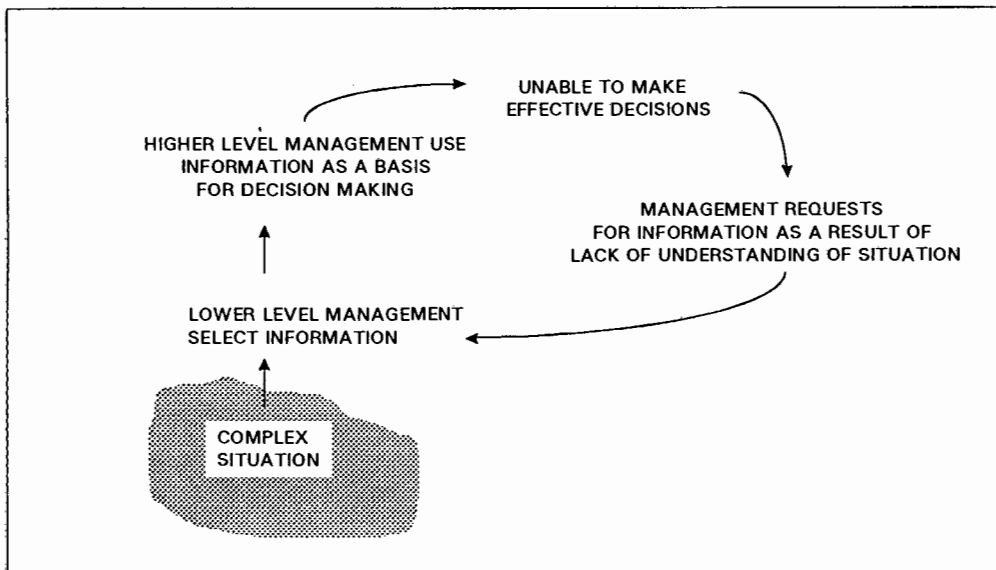 UNABLE TO MAKE
EFFECTIVE DECISIONS
HIGHER LEVEL MANAGEMENT USE
INFORMATION AS A BASIS
FOR DECISION MAKING
MANAGEMENT REQUESTS
FOR INFORMATION AS A RESULT OF
LACK OF UNDERSTANDING OF SITUATION
LOWER LEVEL MANAGEMENT
SELECT INFORMATION
COMPLEX
SITUATION